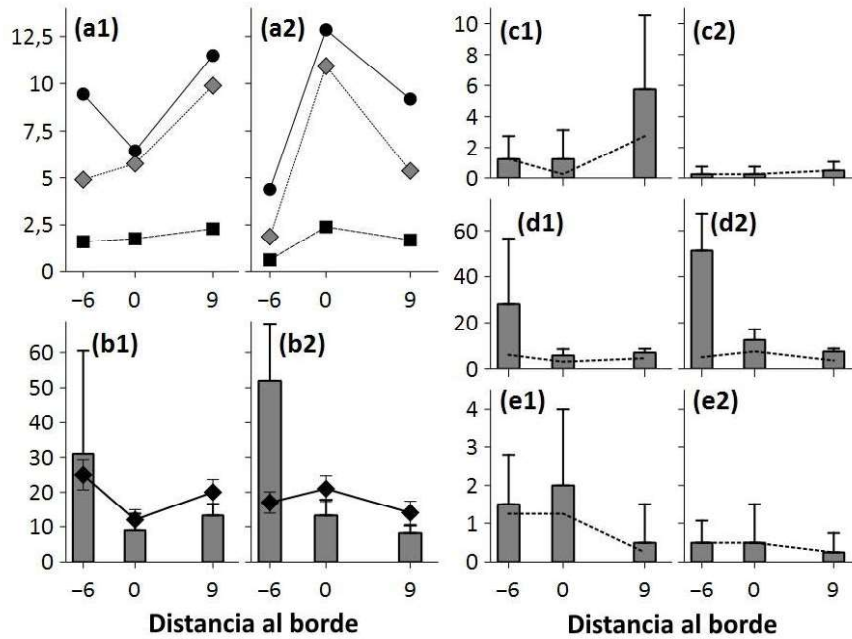 (a1)
(a2)
12,5
10
7,5
5
2,5
0
−6 0 9
−6 0 9
(b1)
(b2)
60
50
40
30
20
10
0
−6 0 9
−6 0 9
Distancia al borde
(c1)
(c2)
10
8
6
4
2
0
(d1)
(d2)
60
40
20
0
(e1)
(e2)
4
3
2
1
0
−6 0 9
−6 0 9
Distancia al borde